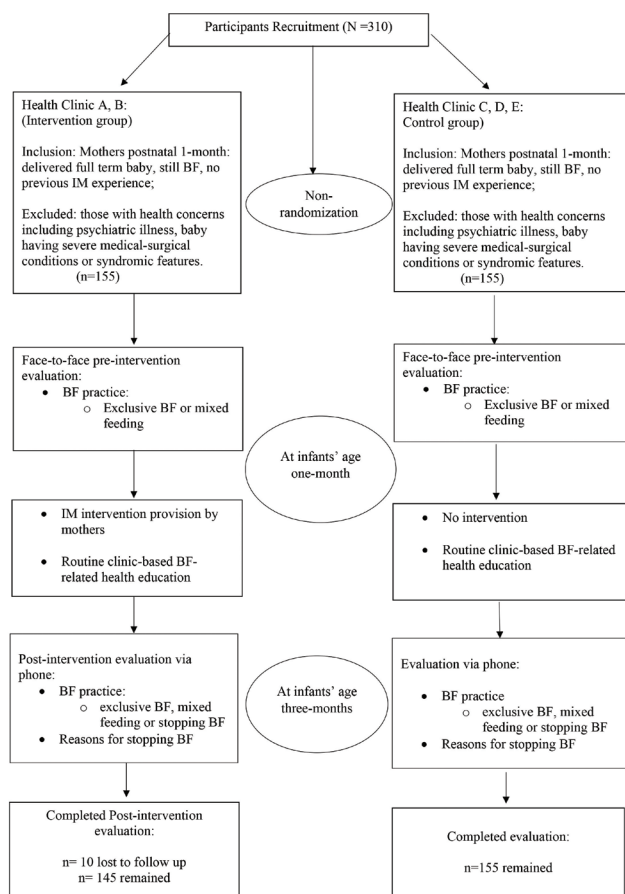 Participants Recruitment (N =310)
Health Clinic A, B:
(Intervention group)
Inclusion: Mothers postnatal 1-month:
delivered full term baby, still BF, no
previous IM experience;
Excluded: those with health concerns
including psychiatric illness, baby
having severe medical-surgical
conditions or syndromic features.
(n=155)
Non-
randomization
Health Clinic C, D, E:
Control group)
Inclusion: Mothers postnatal 1-month:
delivered full term baby, still BF, no
previous IM experience;
Excluded: those with health concerns
including psychiatric illness, baby
having severe medical-surgical
conditions or syndromic features.
(n=155)
Face-to-face pre-intervention
evaluation:
● BF practice:
o Exclusive BF or mixed
feeding
Face-to-face pre-intervention
evaluation:
● BF practice:
o Exclusive BF or mixed
feeding
At infants’ age
one-month
● IM intervention provision by
mothers
● Routine clinic-based BF-
related health education
● No intervention
● Routine clinic-based BF-related
health education
Post-intervention evaluation via
phone:
● BF practice:
o exclusive BF, mixed
feeding or stopping BF
● Reasons for stopping BF
At infants’ age
three-months
Evaluation via phone:
● BF practice
o exclusive BF, mixed
feeding or stopping BF
● Reasons for stopping BF
Completed Post-intervention
evaluation:
n= 10 lost to follow up
n= 145 remained
Completed evaluation:
n=155 remained